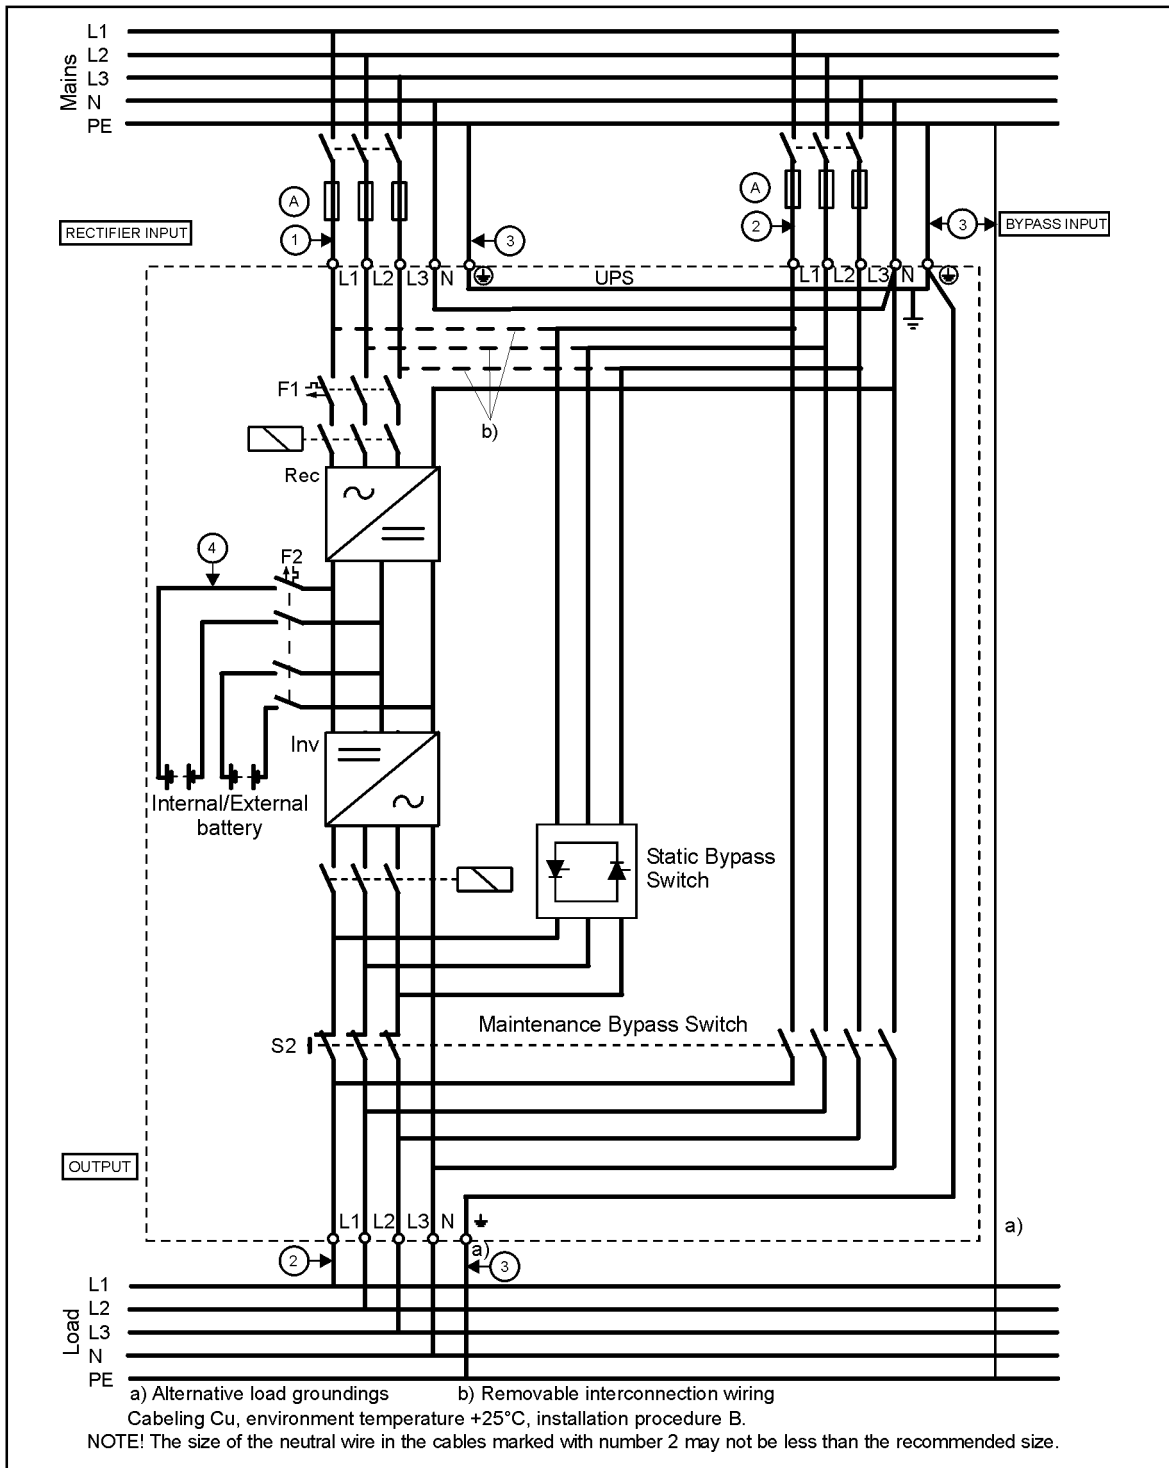 L1
L2
L3
N
PE
Mains
A
A
RECTIFIER INPUT
1
3
2
3
BYPASS INPUT
L1 L2 L3 N
UPS
L1 L2 L3 N
F1
b)
Rec
4
F2
Inv
Internal/External
battery
Static Bypass
Switch
Maintenance Bypass Switch
S2
OUTPUT
L1 L2 L3 N
a)
a)
2
3
L1
L2
L3
N
PE
Load
a) Alternative load groundings b) Removable interconnection wiring
Cabeling Cu, environment temperature +25°C, installation procedure B.
NOTE! The size of the neutral wire in the cables marked with number 2 may not be less than the recommended size.